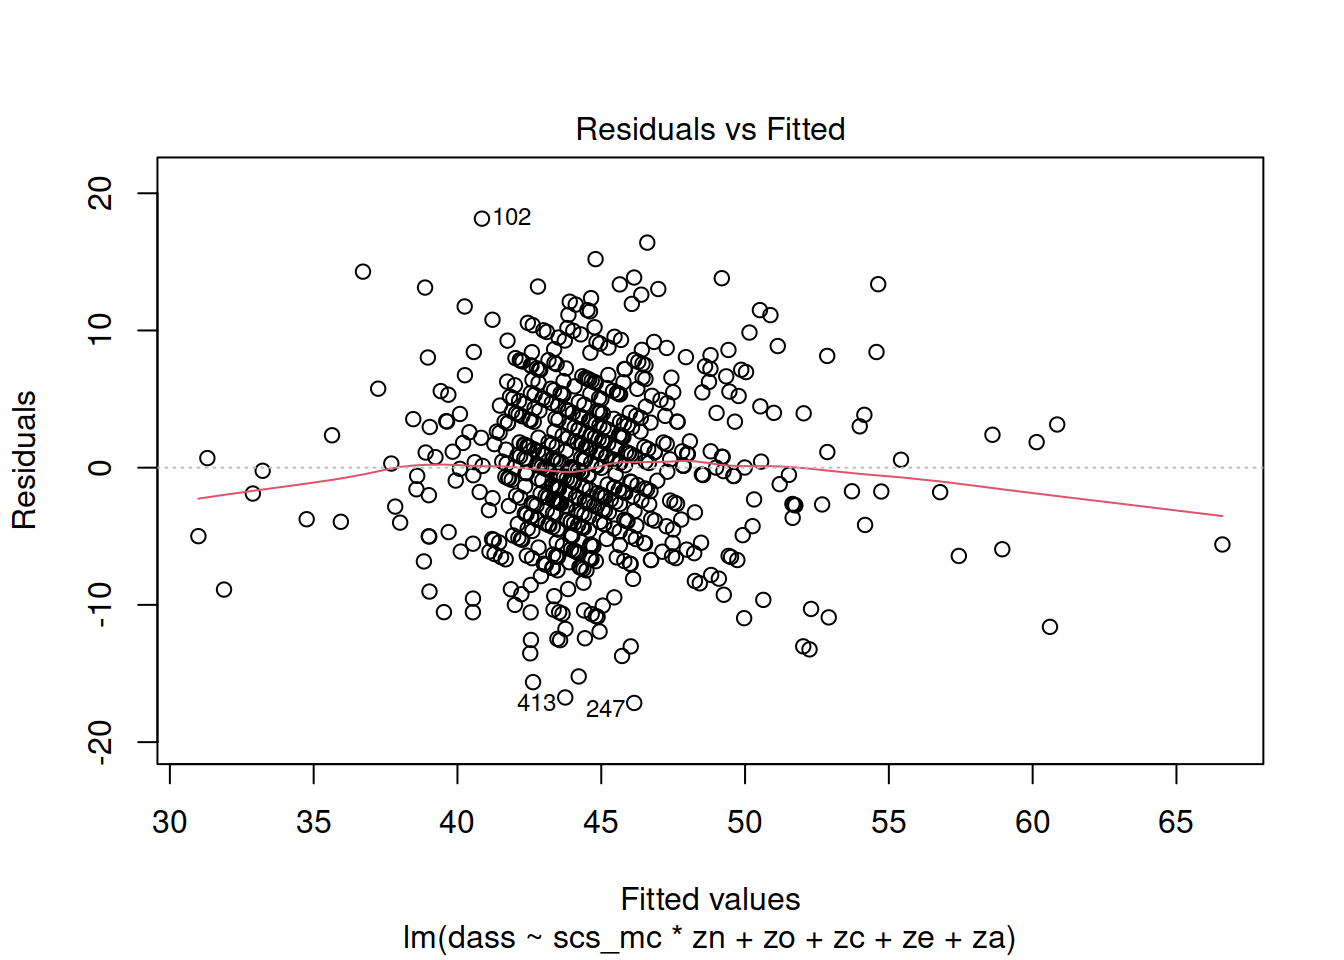 Residuals vs Fitted
Residuals
20
10
0
-10
-20
102
413
247
30 35 40 45 50 55 60 65
Fitted values
lm(dass ~ scs_mc * zn + zo + zc + ze + za)